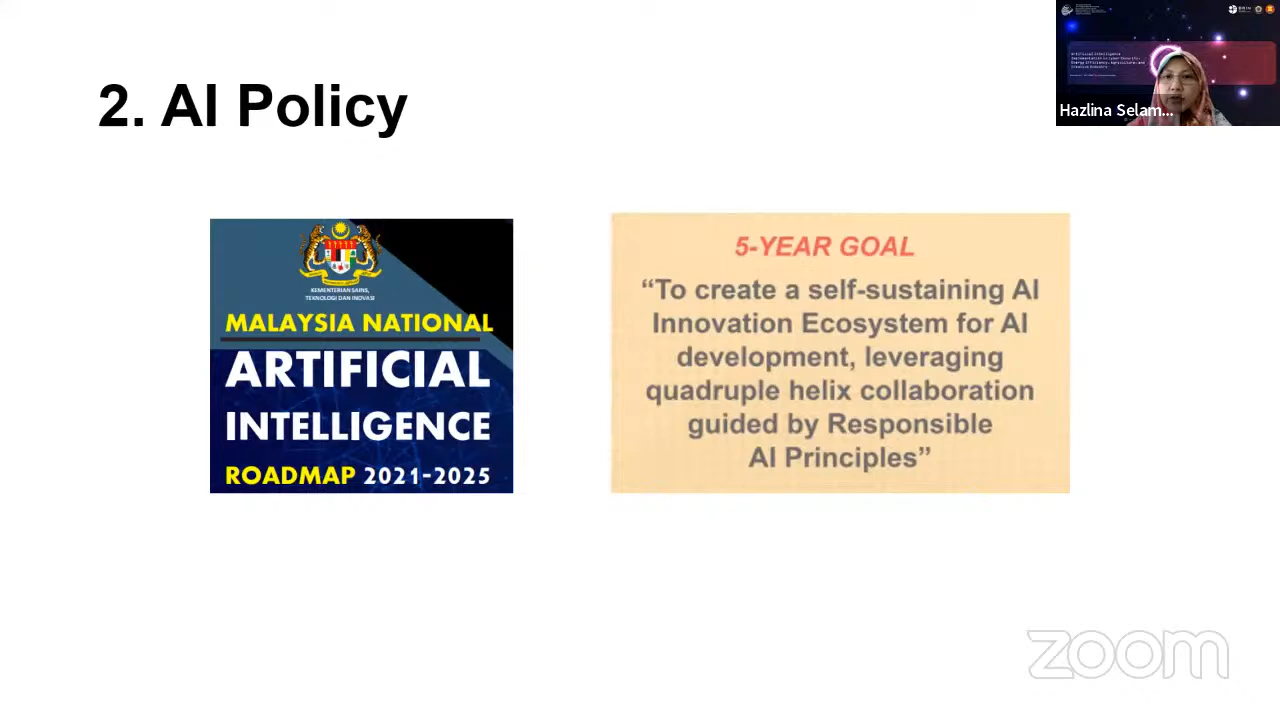 2. AI Policy
Hazlina Selam...
KEMENTERIAN SAINS,
TEKNOLOGI DAN INOVASI
MALAYSIA NATIONAL
ARTIFICIAL
INTELLIGENCE
ROADMAP 2021-2025
5-YEAR GOAL
“To create a self-sustaining AI
Innovation Ecosystem for AI
development, leveraging
quadruple helix collaboration
guided by Responsible
AI Principles”
zoom